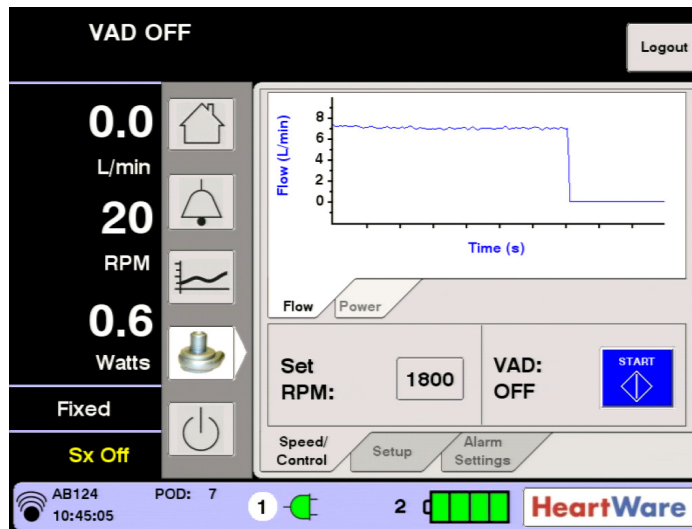 VAD OFF
Logout
0.0
L/min
20
RPM
0.6
Watts
Fixed
Sx Off
Flow (L/min)
8
6
4
2
0
Time (s)
Flow
Power
Set
RPM:
1800
VAD:
OFF
START
Speed/
Control
Setup
Alarm
Settings
AB124
POD: 7
10:45:05
1
2
HeartWare